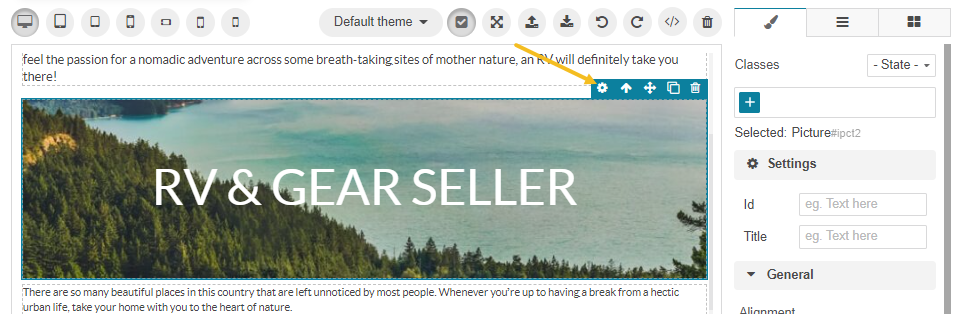 Default theme
feel the passion for a nomadic adventure across some breath-taking sites of mother nature, an RV will definitely take you
there!
RV & GEAR SELLER
There are so many beautiful places in this country that are left unnoticed by most people. Whenever you're up to having a break from a hectic
urban life, take your home with you to the heart of nature.
Classes
- State -
Selected: Picture#ipct2
Settings
Id eg. Text here
Title eg. Text here
General
Alignment